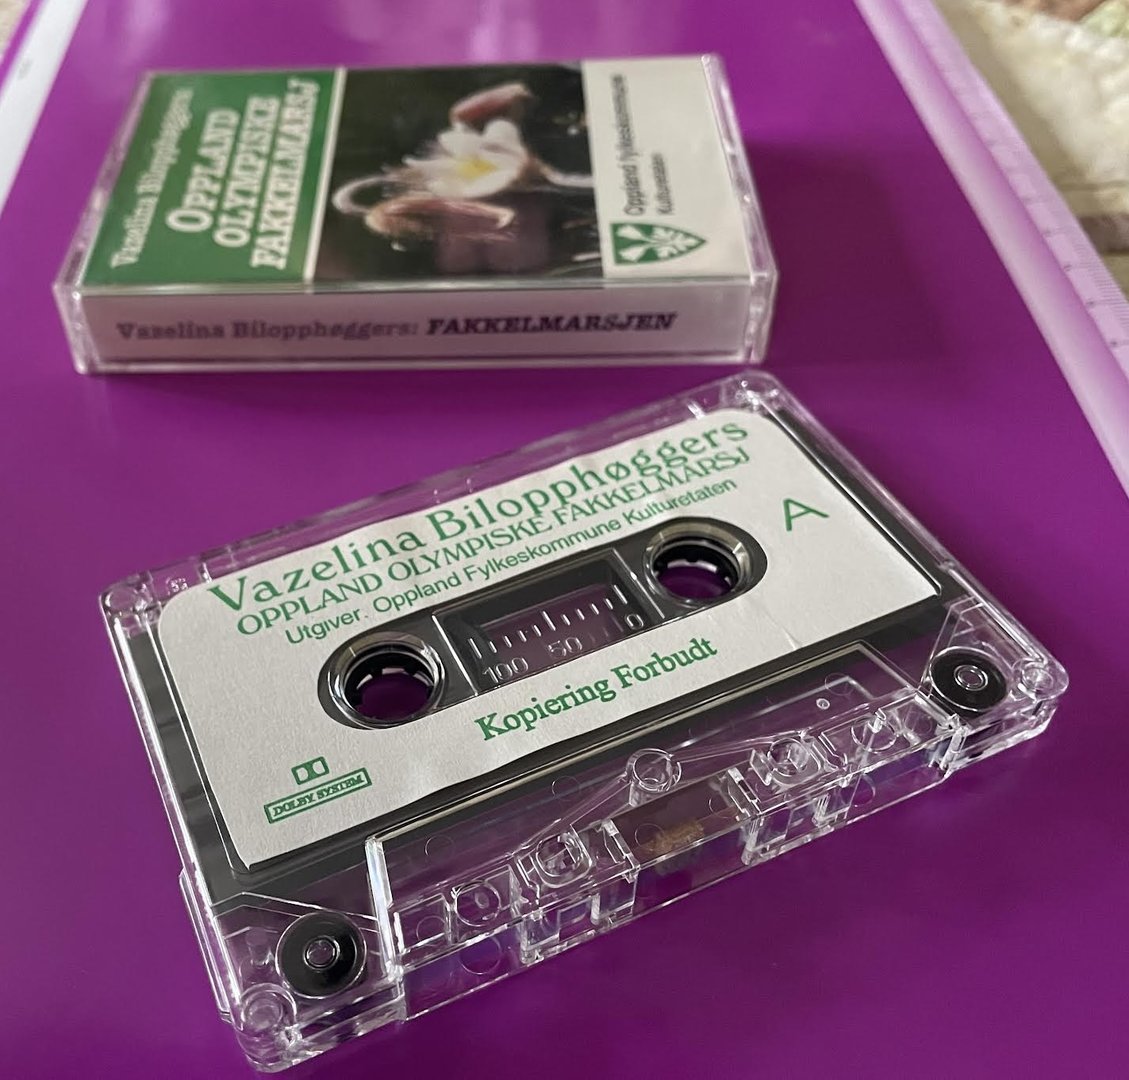 Vazelina Bilopphøggers
OPPLAND
OLYMPISKE
FAKKELMARSJ
Oppland fylkeskommune
Kulturetaten
Vazelina Bilopphøggers: FAKKELMARSJEN
Vazelina Bilopphøggers
OPPLAND OLYMPISKE FAKKELMARSJ
Utgiver. Oppland Fylkeskommune Kulturetaten
A
100 50 0
Kopiering Forbudt
DOLBY SYSTEM